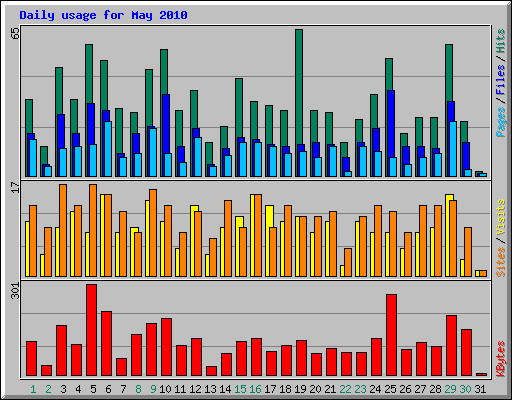 Daily usage for May 2010
65
Pages/Files/Hits
17
Sites/Visits
301
KBytes
1 2 3 4 5 6 7 8 9 10 11 12 13 14 15 16 17 18 19 20 21 22 23 24 25 26 27 28 29 30 31